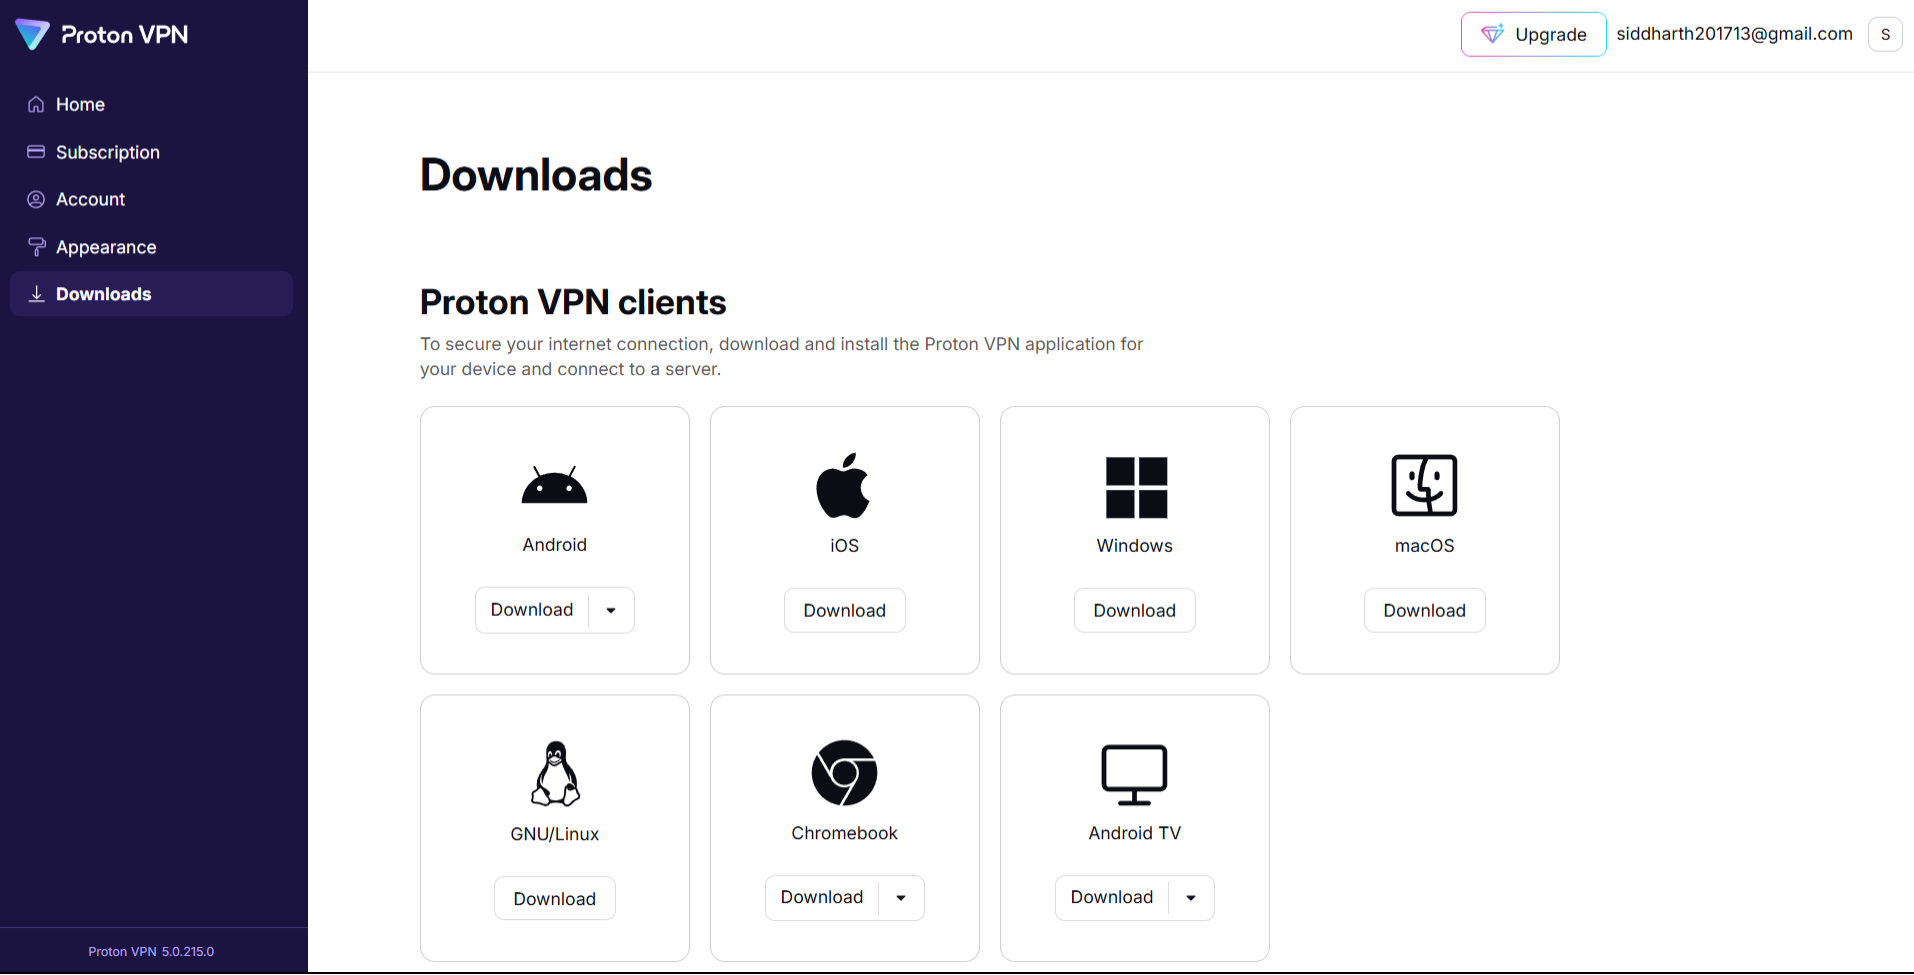 Proton VPN
Upgrade
siddharth201713@gmail.com
S
Home
Subscription
Account
Appearance
Downloads
Downloads
Proton VPN clients
To secure your internet connection, download and install the Proton VPN application for
your device and connect to a server.
Android
iOS
Windows
macOS
Download
Download
Download
Download
GNU/Linux
Chromebook
Android TV
Download
Download
Download
Proton VPN 5.0.215.0